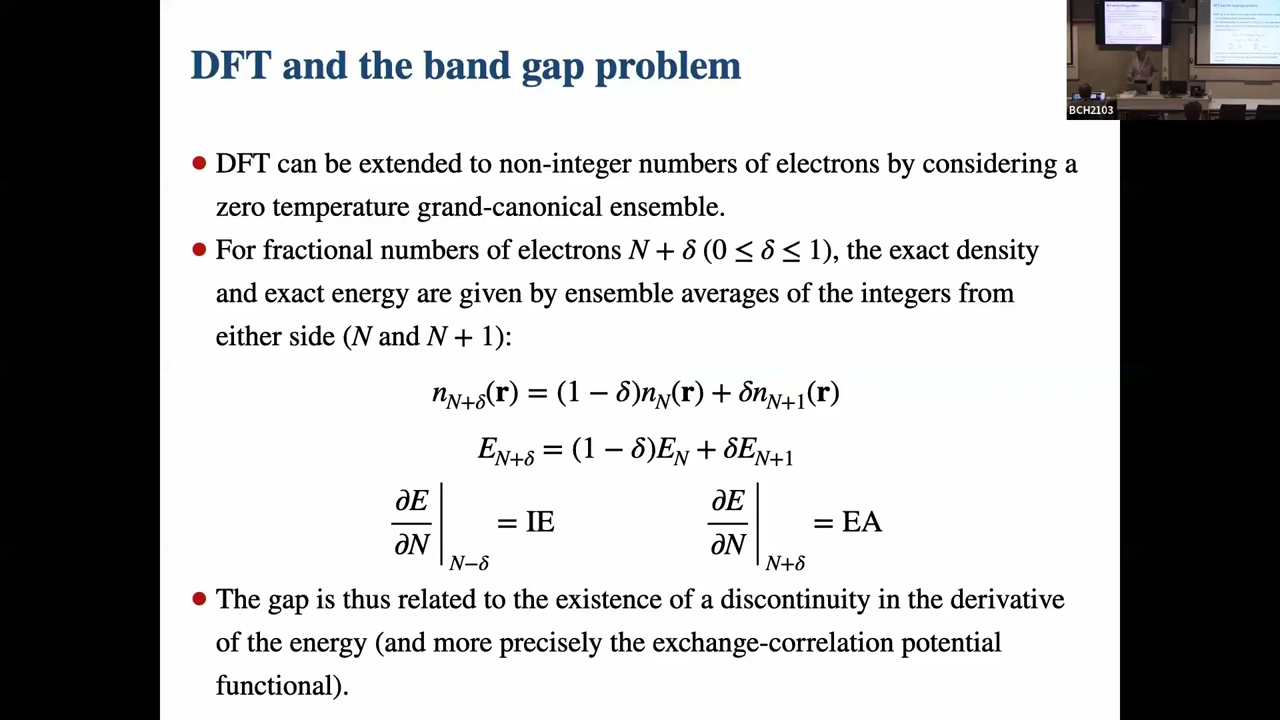 DFT and the band gap problem
BCH2103
• DFT can be extended to non-integer numbers of electrons by considering a
zero temperature grand-canonical ensemble.
• For fractional numbers of electrons N + δ (0 ≤ δ ≤ 1), the exact density
and exact energy are given by ensemble averages of the integers from
either side (N and N + 1):
n_{N+δ}(r) = (1 − δ)n_N(r) + δn_{N+1}(r)
E_{N+δ} = (1 − δ)E_N + δE_{N+1}
∂E/∂N|_{N−δ} = IE ∂E/∂N|_{N+δ} = EA
• The gap is thus related to the existence of a discontinuity in the derivative
of the energy (and more precisely the exchange-correlation potential
functional).